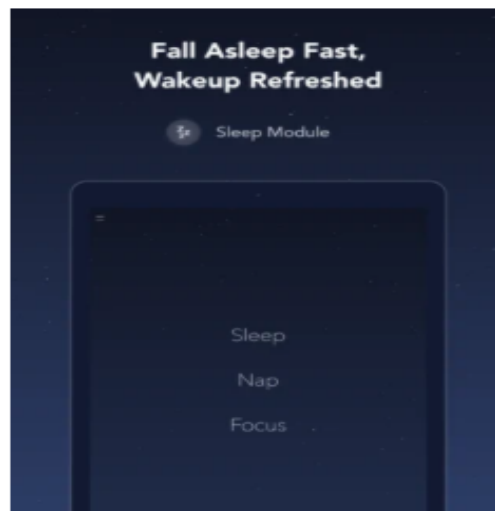 Fall Asleep Fast,
Wakeup Refreshed
Sleep Module
Sleep
Nap
Focus